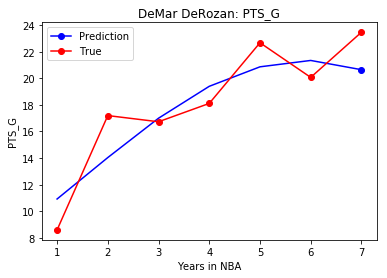 DeMar DeRozan: PTS_G
Prediction
True
PTS_G
24
22
20
18
16
14
12
10
8
1 2 3 4 5 6 7
Years in NBA